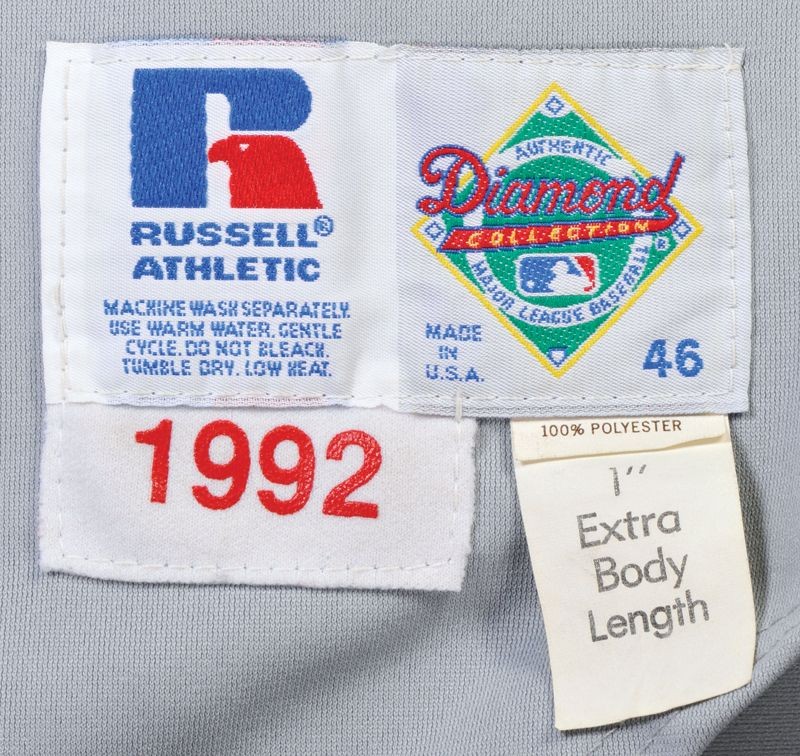 RUSSELL®
ATHLETIC
MACHINE WASH SEPARATELY.
USE WARM WATER. GENTLE
CYCLE. DO NOT BLEACH.
TUMBLE DRY. LOW HEAT.
AUTHENTIC
Diamond
COLLECTION®
MAJOR LEAGUE BASEBALL
MADE
IN
U.S.A.
46
1992
100% POLYESTER
1"
Extra
Body
Length